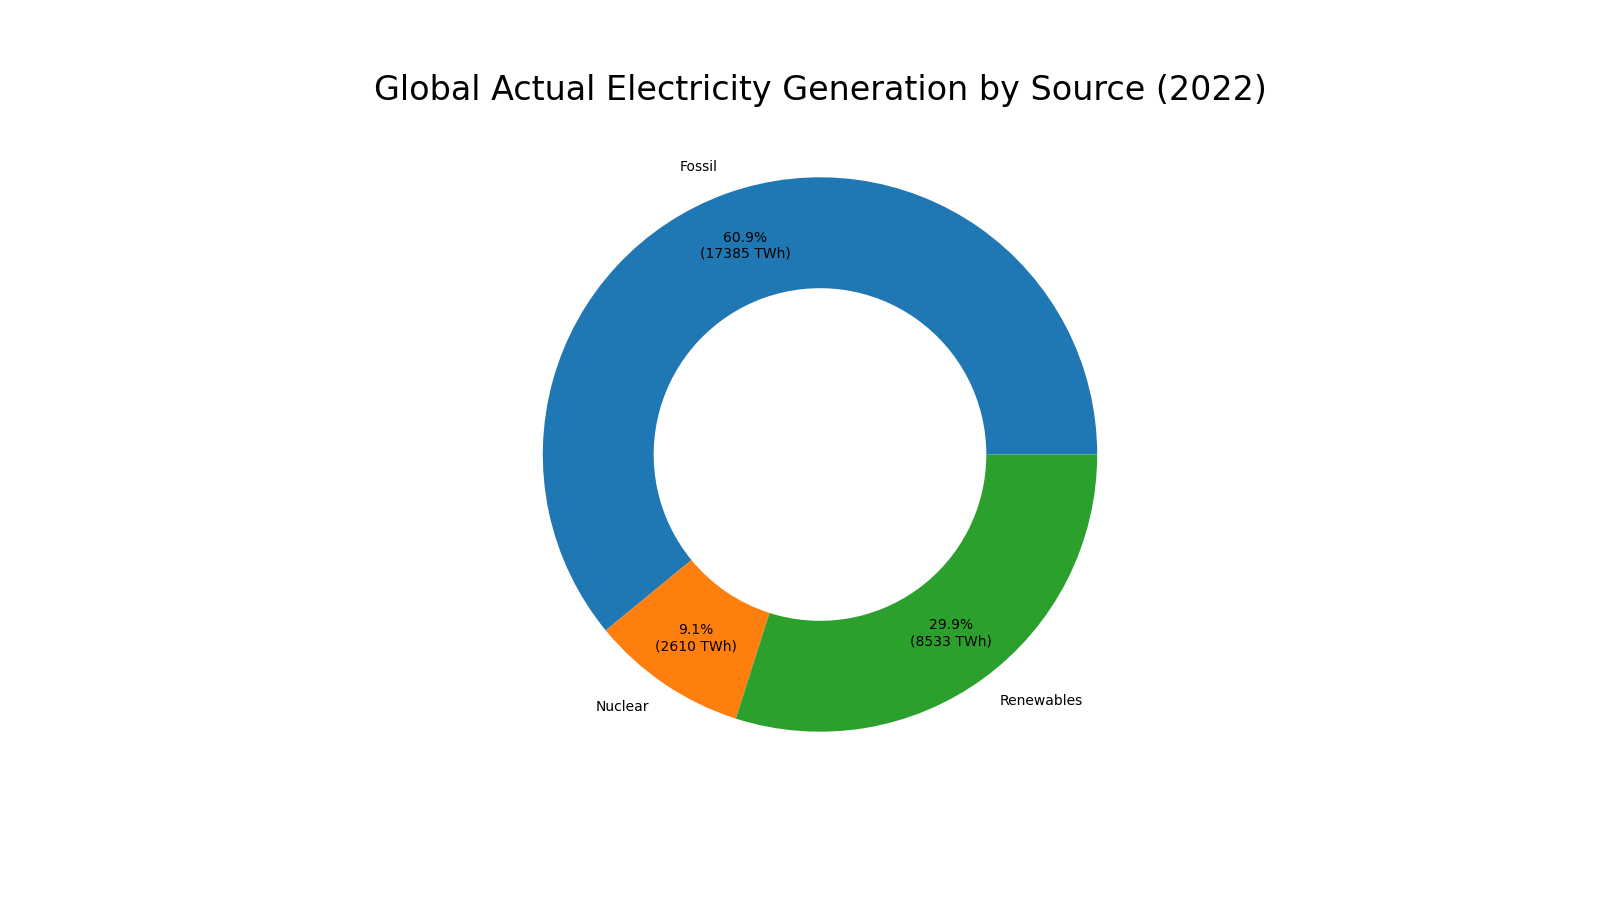 Global Actual Electricity Generation by Source (2022)
Fossil
60.9%
(17385 TWh)
9.1%
(2610 TWh)
Nuclear
29.9%
(8533 TWh)
Renewables